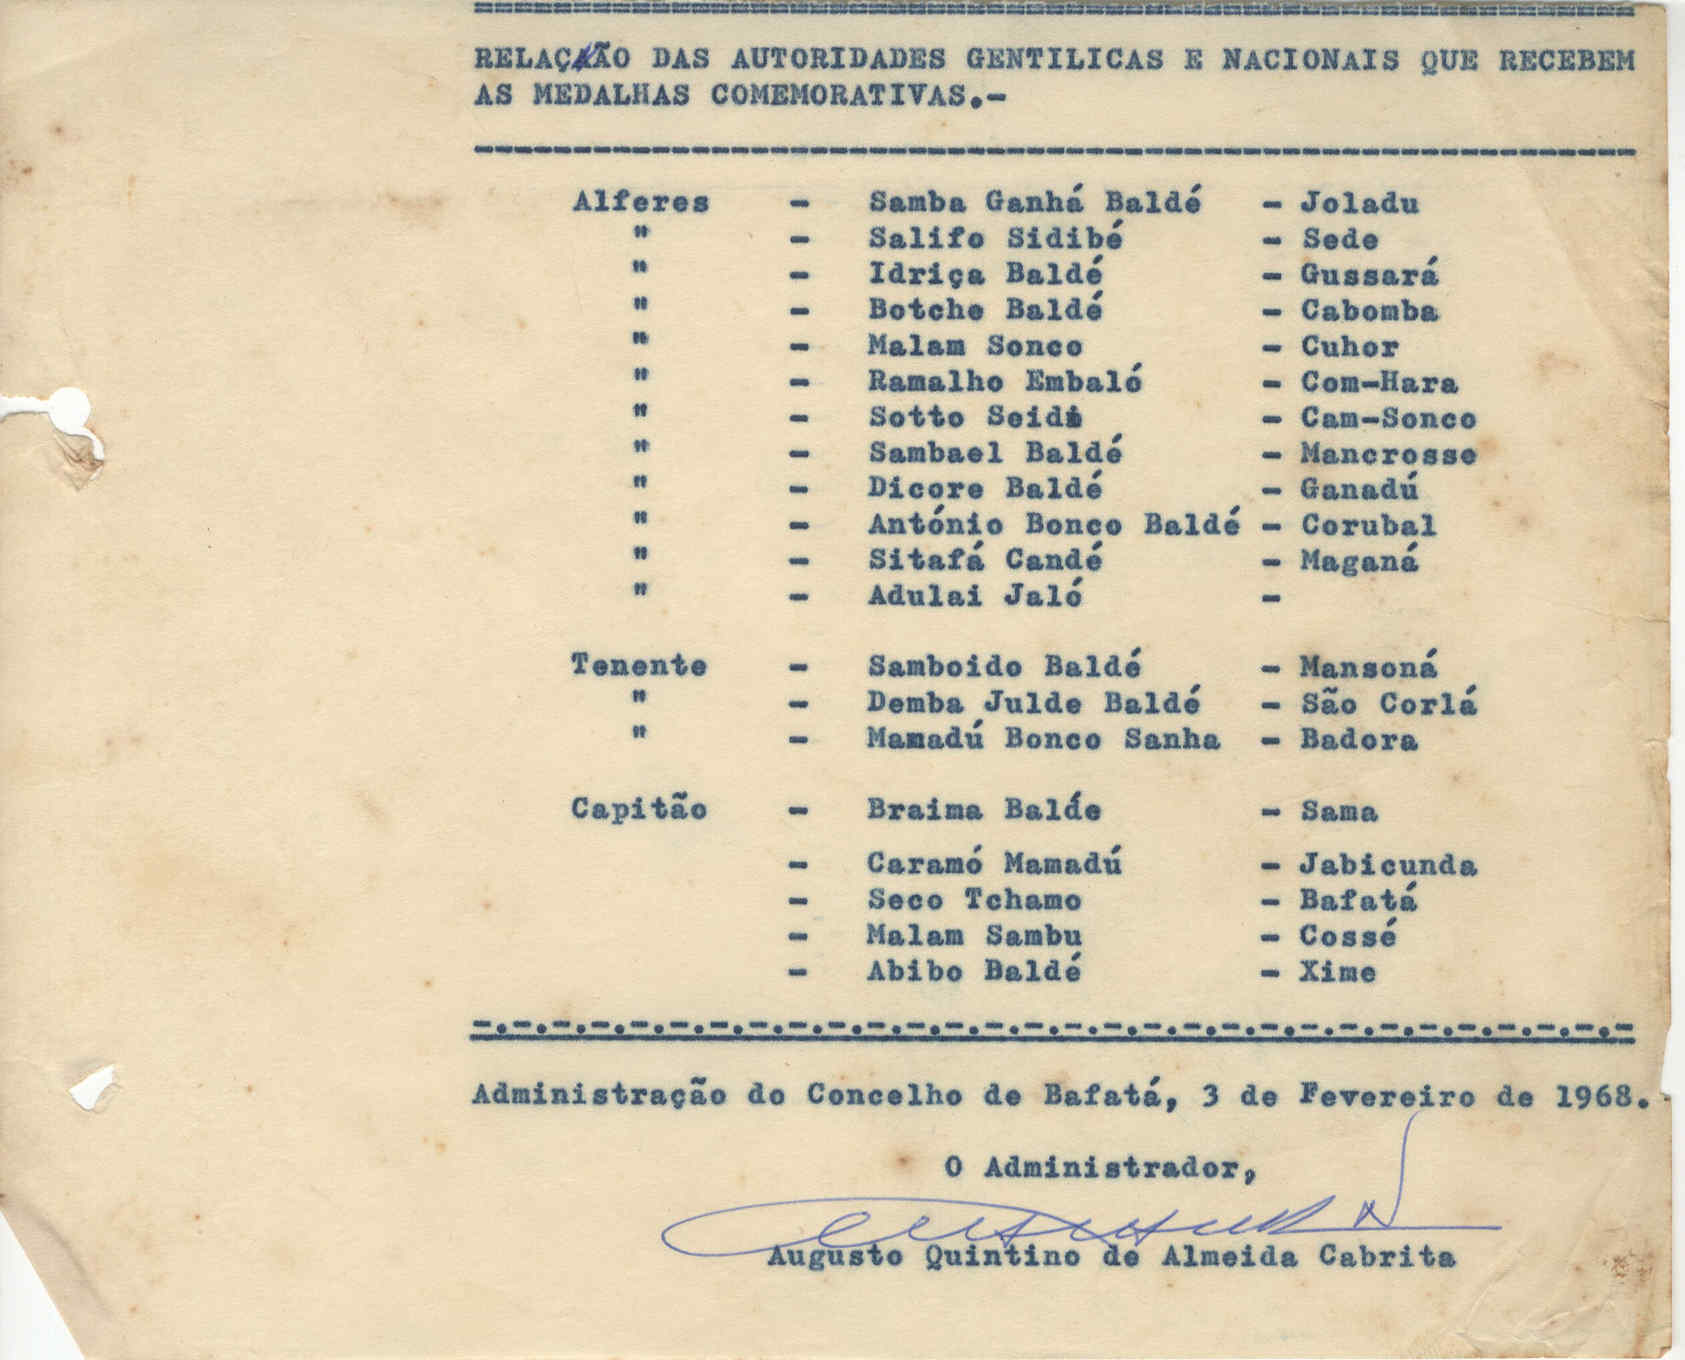 RELAÇÃO DAS AUTORIDADES GENTILICAS E NACIONAIS QUE RECEBEM
AS MEDALHAS COMEMORATIVAS.-
Alferes - Samba Ganhá Baldé - Joladu
" - Salifo Sidibé - Sede
" - Idriça Baldé - Gussará
" - Botche Baldé - Cabomba
" - Malam Sonco - Cuhor
" - Ramalho Embaló - Com-Hara
" - Sotto Seidi - Cam-Sonco
" - Sambael Baldé - Mancrosse
" - Dicore Baldé - Ganadú
" - António Bonco Baldé - Corubal
" - Sitafá Candé - Maganá
" - Adulai Jaló -
Tenente - Samboido Baldé - Mansoná
" - Demba Julde Baldé - São Corlá
" - Mamadú Bonco Sanha - Badora
Capitão - Braima Balde - Sama
- Caramó Mamadú - Jabicunda
- Seco Tchamo - Bafatá
- Malam Sambu - Cossé
- Abibo Baldé - Xime
Administração do Concelho de Bafatá, 3 de Fevereiro de 1968.
O Administrador,
Augusto Quintino de Almeida Cabrita